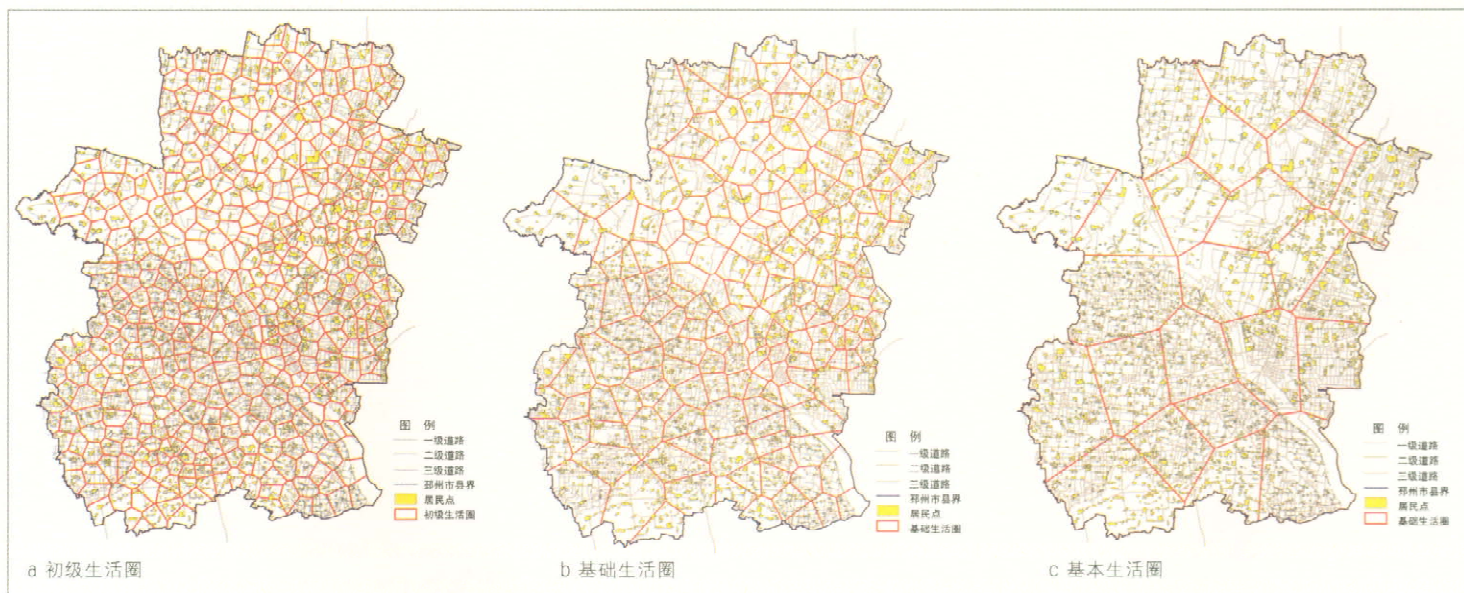 图 例
一级道路
二级道路
三级道路
邳州市县界
居民点
初级生活圈
a 初级生活圈
图 例
一级道路
二级道路
三级道路
邳州市县界
居民点
基础生活圈
b 基础生活圈
图 例
一级道路
二级道路
三级道路
邳州市县界
居民点
基础生活圈
c 基本生活圈